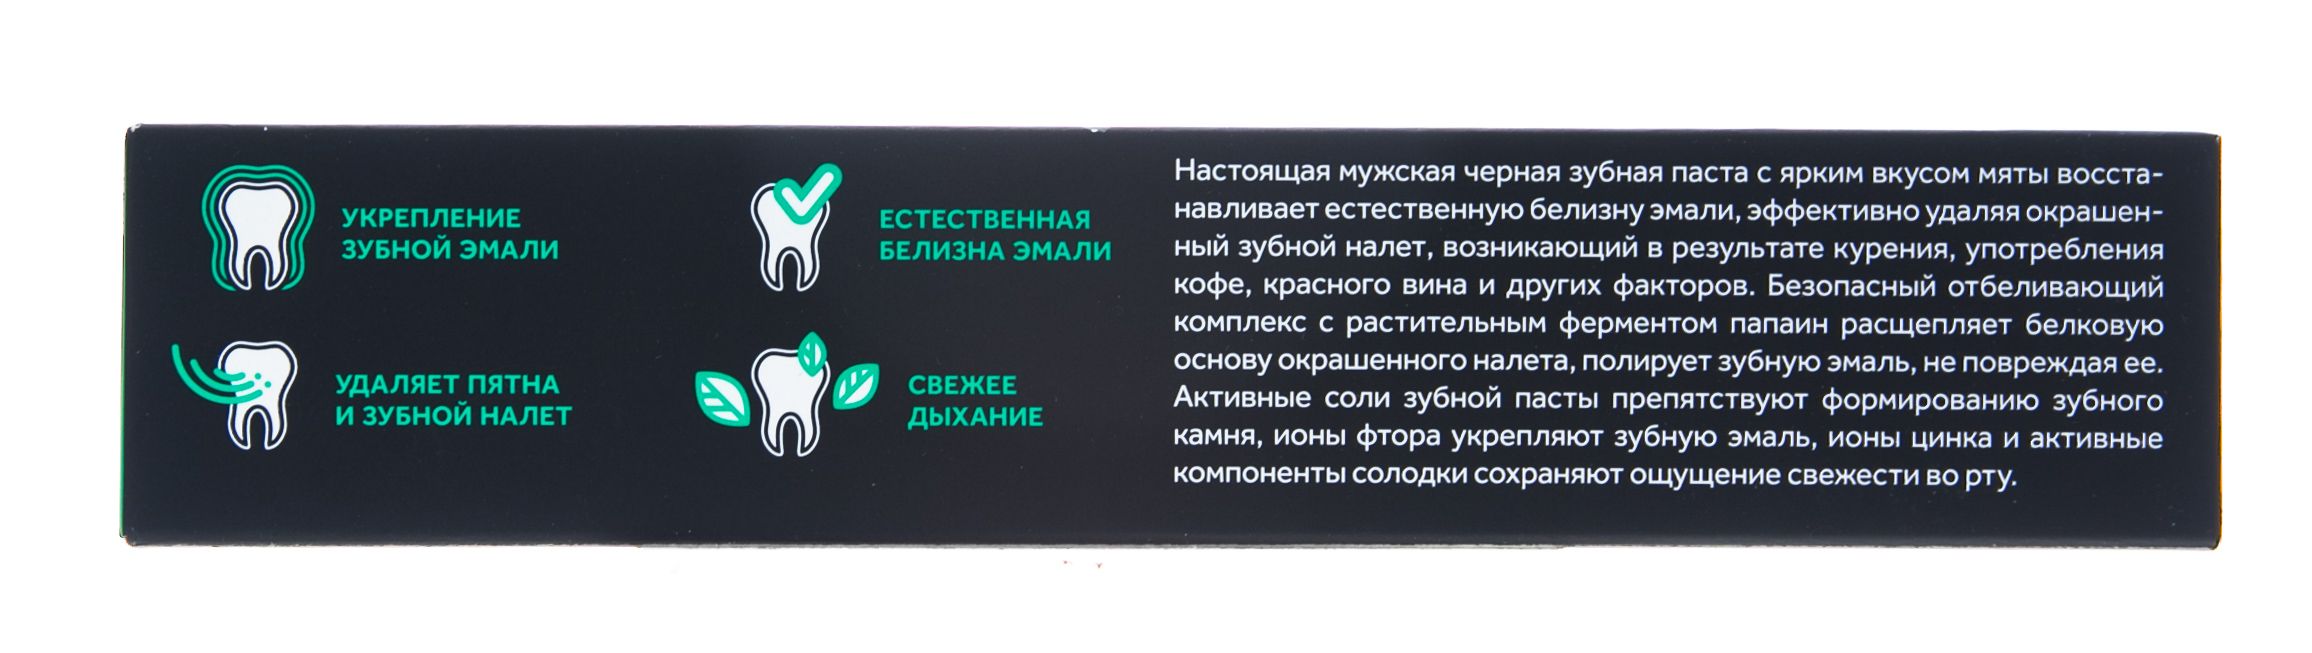 УКРЕПЛЕНИЕ
ЗУБНОЙ ЭМАЛИ
ЕСТЕСТВЕННАЯ
БЕЛИЗНА ЭМАЛИ
УДАЛЯЕТ ПЯТНА
И ЗУБНОЙ НАЛЕТ
СВЕЖЕЕ
ДЫХАНИЕ
Настоящая мужская черная зубная паста с ярким вкусом мяты восста-
навливает естественную белизну эмали, эффективно удаляя окрашен-
ный зубной налет, возникающий в результате курения, употребления
кофе, красного вина и других факторов. Безопасный отбеливающий
комплекс с растительным ферментом папаин расщепляет белковую
основу окрашенного налета, полирует зубную эмаль, не повреждая ее.
Активные соли зубной пасты препятствуют формированию зубного
камня, ионы фтора укрепляют зубную эмаль, ионы цинка и активные
компоненты солодки сохраняют ощущение свежести во рту.